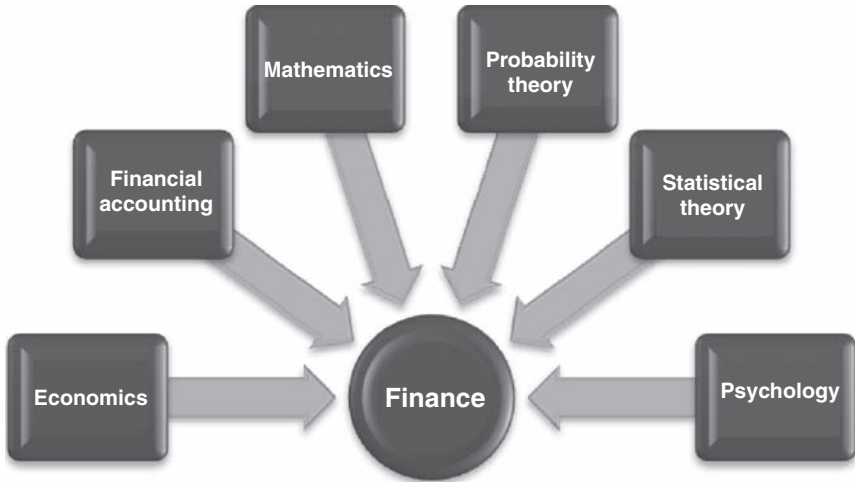 Mathematics
Probability
theory
Financial
accounting
Statistical
theory
Economics
Finance
Psychology